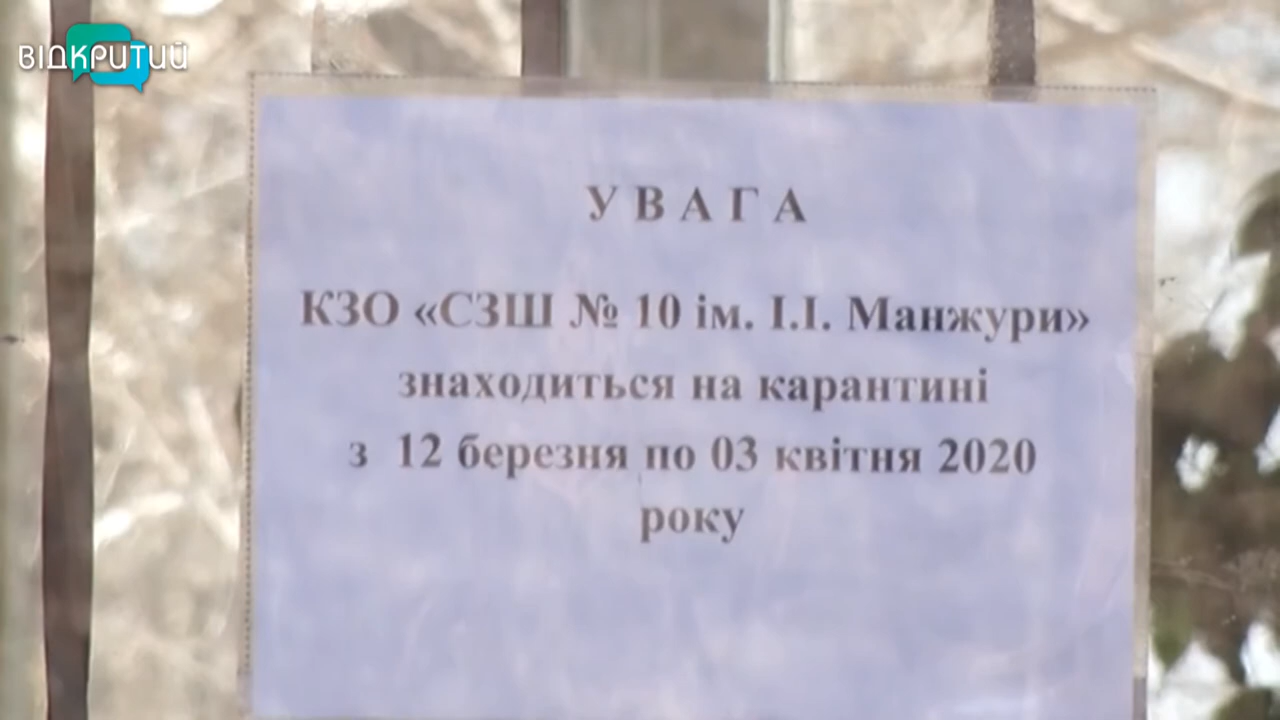 ВІДКРИТИЙ
УВАГА
КЗО «СЗШ № 10 ім. І.І. Манжури»
знаходиться на карантині
з 12 березня по 03 квітня 2020
року